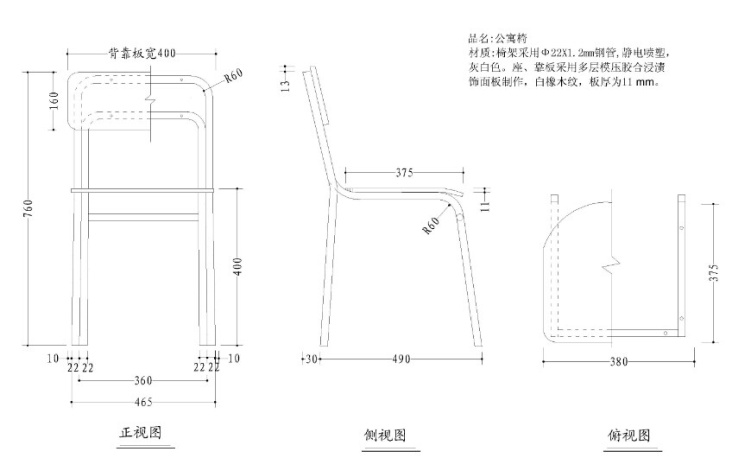 品名:公寓椅
材质:椅架采用Φ22X1.2mm钢管,静电喷塑,
灰白色。座、靠板采用多层模压胶合浸渍
饰面板制作，白橡木纹，板厚为11 mm。
背靠板宽400
R60
160
760
400
10
22
22
22
22
10
360
465
正视图
13
375
11
R60
30
490
侧视图
375
380
俯视图